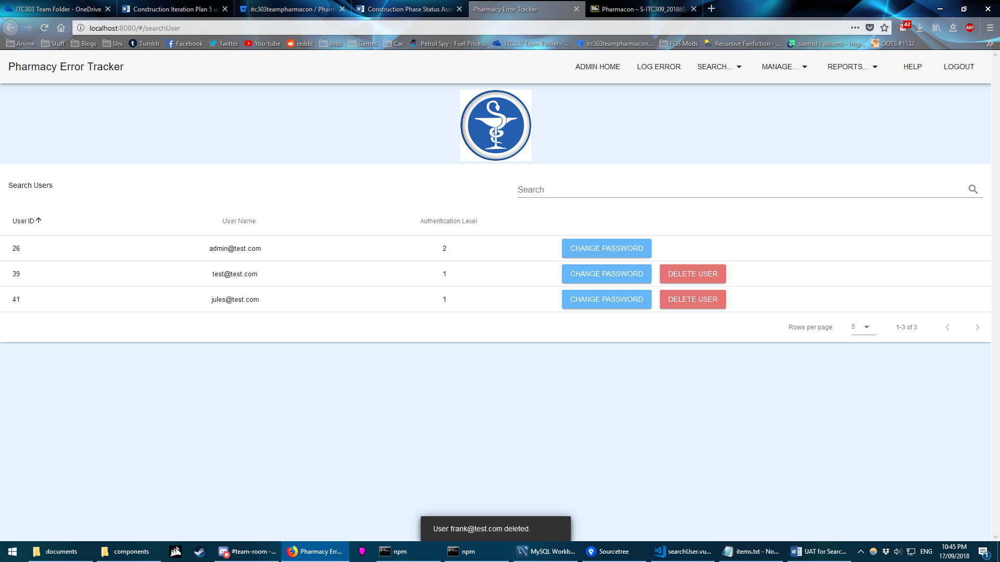 ITC303 Team Folder - OneDrive
Construction Iteration Plan 5 u
itc303teampharmacon / Pharm
Construction Phase Status Asse
Pharmacy Error Tracker
Bb Pharmacon – S-ITC309_201860_
localhost:8080/#/searchUser
42
ABP
Anime Stuff Blogs Uni Tumblr Facebook Twitter You-tube reddit Jobs Games Car Petrol Spy - Fuel Price... ITC303 Team Folder - ... itc303teampharmacon... FO3 Mods Recursive Fanfiction - ... saomd's albums - Img... OOTS #1132
Pharmacy Error Tracker
ADMIN HOME LOG ERROR SEARCH... MANAGE... REPORTS... HELP LOGOUT
Search Users
Search
User ID User Name Authentication Level
26 admin@test.com 2 CHANGE PASSWORD
39 test@test.com 1 CHANGE PASSWORD DELETE USER
41 jules@test.com 1 CHANGE PASSWORD DELETE USER
Rows per page: 5 1-3 of 3
User frank@test.com deleted.
documents components #team-room -... Pharmacy Err... npm npm MySQL Workb... Sourcetree searchUser.vu... items.txt - No... UAT for Searc... ENG
10:45 PM
17/09/2018
1